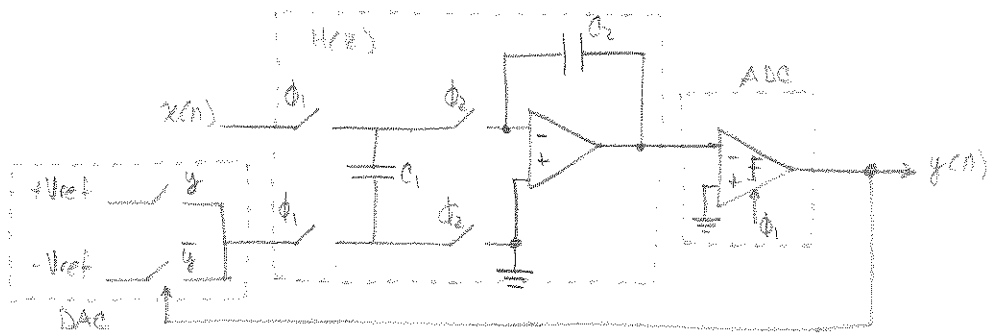 H(z)
C₂
ADC
x(n)
ϕ₁
ϕ₂
-
+
-
+
y(n)
+Vref
y
C₁
ϕ₁
ϕ₂
ϕ₁
-Vref
y̅
DAC